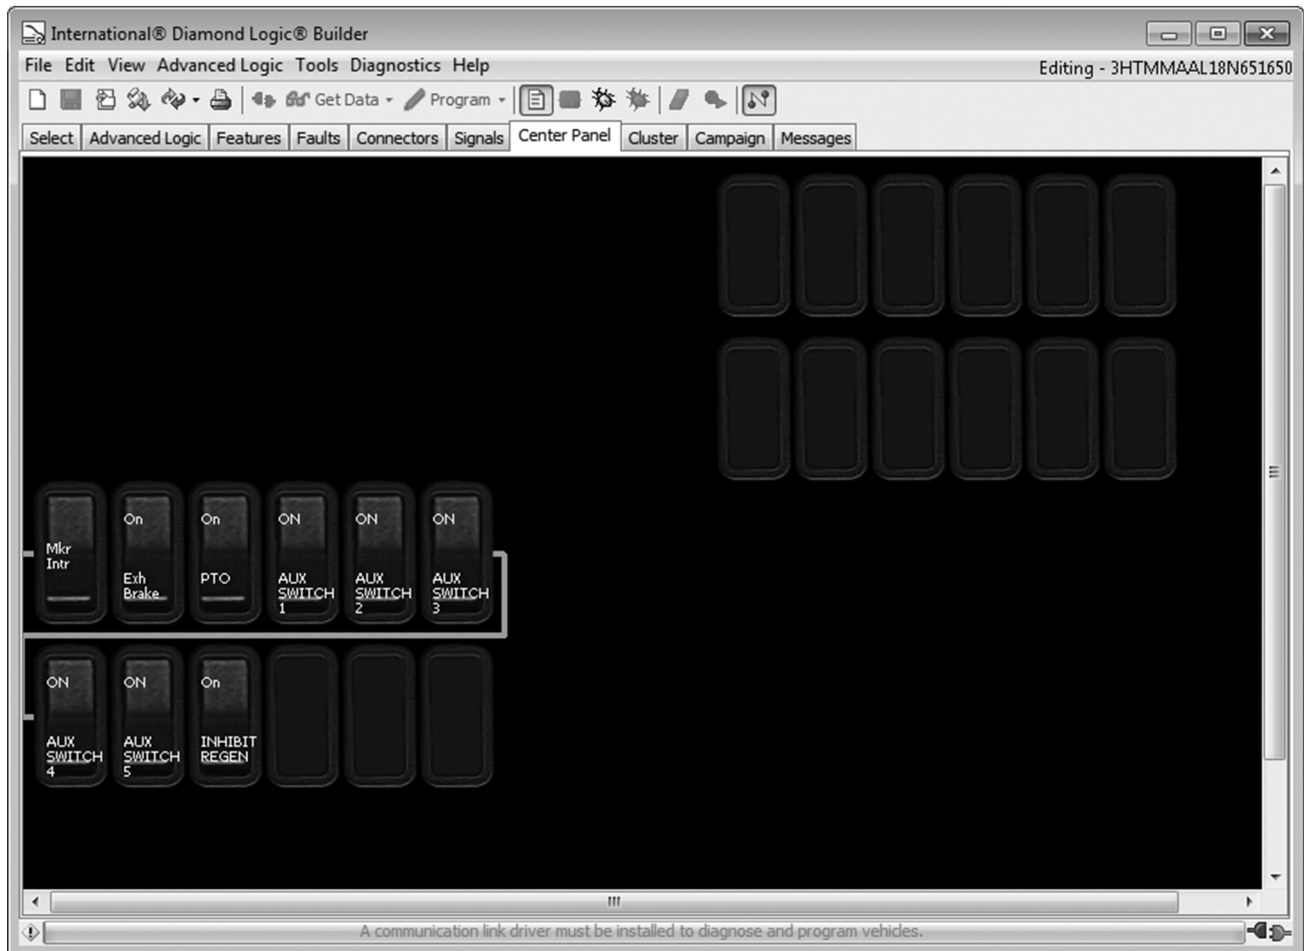 International® Diamond Logic® Builder
File Edit View Advanced Logic Tools Diagnostics Help
Editing - 3HTMMAAL18N651650
Get Data
Program
Select Advanced Logic Features Faults Connectors Signals Center Panel Cluster Campaign Messages
Mkr
Intr
On
Exh
Brake
On
PTO
ON
AUX
SWITCH
1
ON
AUX
SWITCH
2
ON
AUX
SWITCH
3
ON
AUX
SWITCH
4
ON
AUX
SWITCH
5
On
INHIBIT
REGEN
A communication link driver must be installed to diagnose and program vehicles.